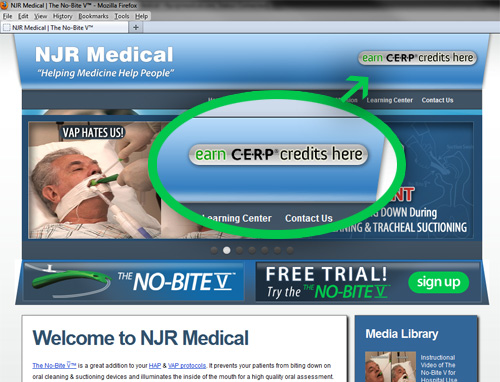 NJR Medical | The No-Bite V™ - Mozilla Firefox
File Edit View History Bookmarks Tools Help
NJR Medical | The No-Bite V™
NJR Medical
"Helping Medicine Help People"
earn C·E·R·P® credits here
Learning Center Contact Us
VAP HATES US!
earn C·E·R·P® credits here
Learning Center Contact Us
DOWN During
& TRACHEAL SUCTIONING
THE NO-BITE V™
FREE TRIAL!
Try the THE NO-BITE V
sign up
Welcome to NJR Medical
The No-Bite V™ is a great addition to your HAP & VAP protocols. It prevents your patients from biting down on
oral cleaning & suctioning devices and illuminates the inside of the mouth for a high quality oral assessment.
Media Library
Instructional
Video of The
No-Bite V for
Hospital Use